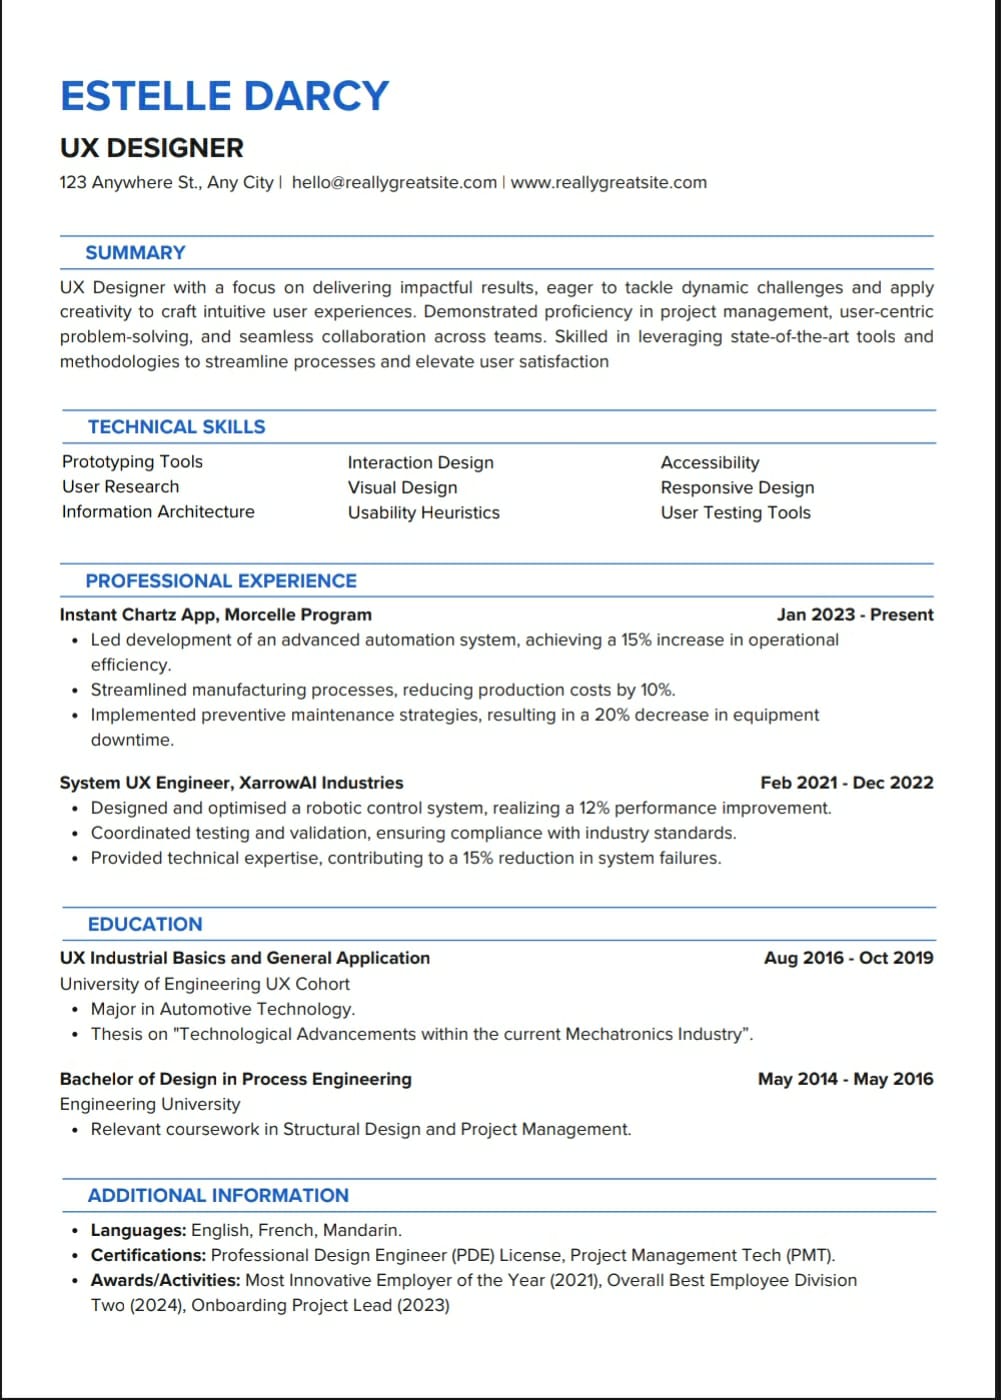 ESTELLE DARCY
UX DESIGNER
123 Anywhere St., Any City | hello@reallygreatsite.com | www.reallygreatsite.com
SUMMARY
UX Designer with a focus on delivering impactful results, eager to tackle dynamic challenges and apply
creativity to craft intuitive user experiences. Demonstrated proficiency in project management, user-centric
problem-solving, and seamless collaboration across teams. Skilled in leveraging state-of-the-art tools and
methodologies to streamline processes and elevate user satisfaction
TECHNICAL SKILLS
Prototyping Tools
User Research
Information Architecture
Interaction Design
Visual Design
Usability Heuristics
Accessibility
Responsive Design
User Testing Tools
PROFESSIONAL EXPERIENCE
Instant Chartz App, Morcelle Program Jan 2023 - Present
• Led development of an advanced automation system, achieving a 15% increase in operational
efficiency.
• Streamlined manufacturing processes, reducing production costs by 10%.
• Implemented preventive maintenance strategies, resulting in a 20% decrease in equipment
downtime.
System UX Engineer, XarrowAI Industries Feb 2021 - Dec 2022
• Designed and optimised a robotic control system, realizing a 12% performance improvement.
• Coordinated testing and validation, ensuring compliance with industry standards.
• Provided technical expertise, contributing to a 15% reduction in system failures.
EDUCATION
UX Industrial Basics and General Application Aug 2016 - Oct 2019
University of Engineering UX Cohort
• Major in Automotive Technology.
• Thesis on "Technological Advancements within the current Mechatronics Industry”.
Bachelor of Design in Process Engineering May 2014 - May 2016
Engineering University
• Relevant coursework in Structural Design and Project Management.
ADDITIONAL INFORMATION
• Languages: English, French, Mandarin.
• Certifications: Professional Design Engineer (PDE) License, Project Management Tech (PMT).
• Awards/Activities: Most Innovative Employer of the Year (2021), Overall Best Employee Division
Two (2024), Onboarding Project Lead (2023)